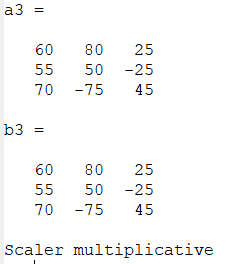 a3 =
60 80 25
55 50 -25
70 -75 45
b3 =
60 80 25
55 50 -25
70 -75 45
Scaler multiplicative